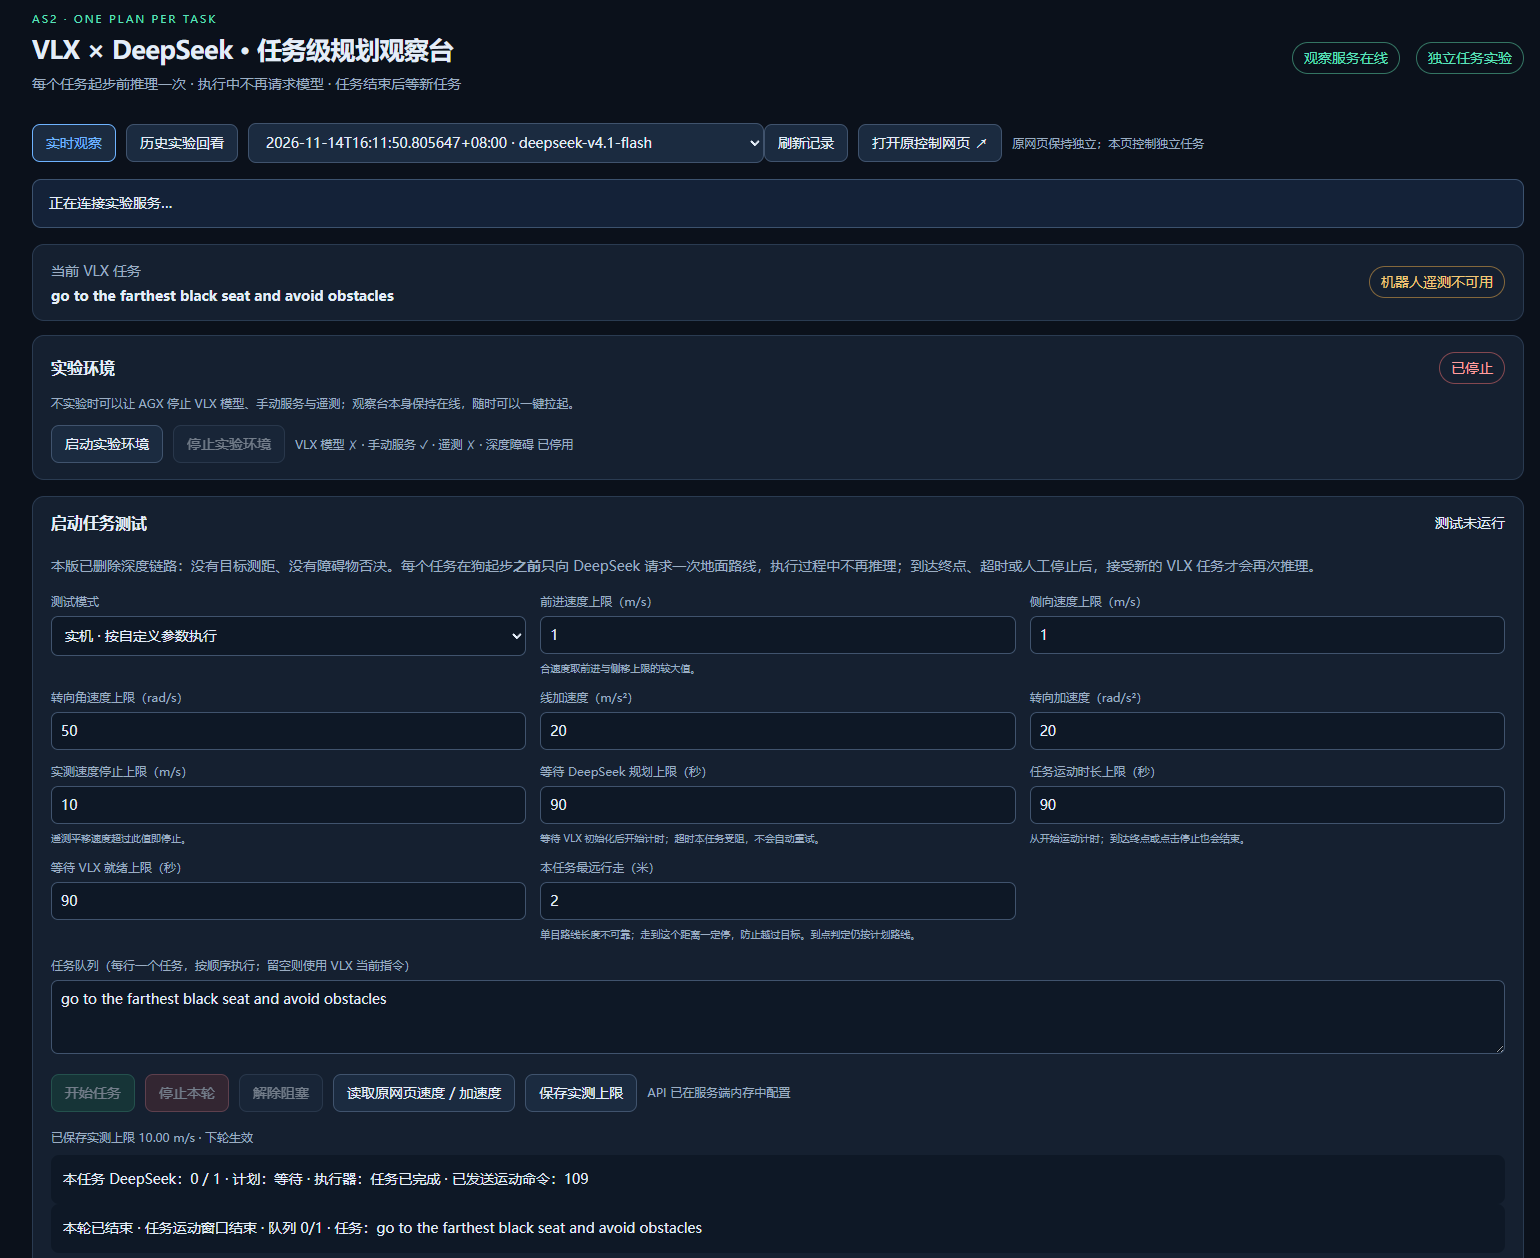 AS2 · ONE PLAN PER TASK
VLX × DeepSeek • 任务级规划观察台
每个任务起步前推理一次 · 执行中不再请求模型 · 任务结束后等新任务
观察服务在线
独立任务实验
实时观察
历史实验回看
2026-11-14T16:11:50.805647+08:00 · deepseek-v4.1-flash
刷新记录
打开原控制网页 ↗
原网页保持独立；本页控制独立任务
正在连接实验服务...
当前 VLX 任务
go to the farthest black seat and avoid obstacles
机器人遥测不可用
实验环境
已停止
不实验时可以让 AGX 停止 VLX 模型、手动服务与遥测；观察台本身保持在线，随时可以一键拉起。
启动实验环境
停止实验环境
VLX 模型 ✗ · 手动服务 ✓ · 遥测 ✗ · 深度障碍 已停用
启动任务测试
测试未运行
本版已删除深度链路：没有目标测距、没有障碍物否决。每个任务在狗起步之前只向 DeepSeek 请求一次地面路线，执行过程中不再推理；到达终点、超时或人工停止后，接受新的 VLX 任务才会再次推理。
测试模式
前进速度上限（m/s）
侧向速度上限（m/s）
实机 · 按自定义参数执行
1
1
合速度取前进与侧移上限的较大值。
转向角速度上限（rad/s）
线加速度（m/s²）
转向加速度（rad/s²）
50
20
20
实测速度停止上限（m/s）
等待 DeepSeek 规划上限（秒）
任务运动时长上限（秒）
10
90
90
遥测平移速度超过此值即停止。
等待 VLX 初始化后开始计时；超时本任务受阻，不会自动重试。
从开始运动计时；到达终点或点击停止也会结束。
等待 VLX 就绪上限（秒）
本任务最远行走（米）
90
2
单目路线长度不可靠；走到这个距离一定停，防止越过目标。到点判定仍按计划路线。
任务队列（每行一个任务，按顺序执行；留空则使用 VLX 当前指令）
go to the farthest black seat and avoid obstacles
开始任务
停止本轮
解除阻塞
读取原网页速度 / 加速度
保存实测上限
API 已在服务端内存中配置
已保存实测上限 10.00 m/s · 下轮生效
本任务 DeepSeek：0 / 1 · 计划：等待 · 执行器：任务已完成 · 已发送运动命令：109
本轮已结束 · 任务运动窗口结束 · 队列 0/1 · 任务：go to the farthest black seat and avoid obstacles